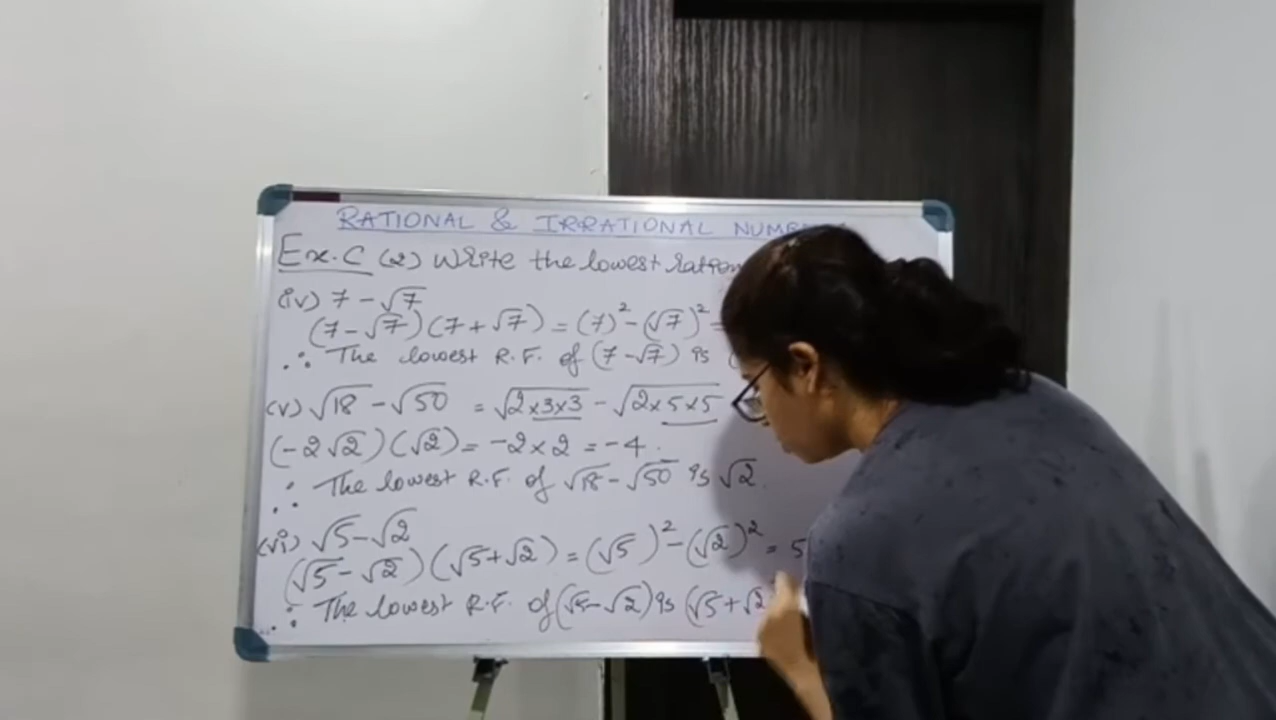 RATIONAL & IRRATIONAL
Ex.C (2) Write the lowest
(iv) 7 - √7
(7-√7)(7+√7) = (7)² - (√7)² =
∴ The lowest R.F. of (7-√7) is (
(v) √18 - √50 = √2×3×3 - √2×5×5
(-2√2)(√2) = -2×2 = -4.
∴ The lowest R.F. of √18 - √50 is √2.
(vi) √5-√2
(√5-√2)(√5+√2) = (√5)² - (√2)² = 5
∴ The lowest R.F. of (√5-√2) is (√5+√2